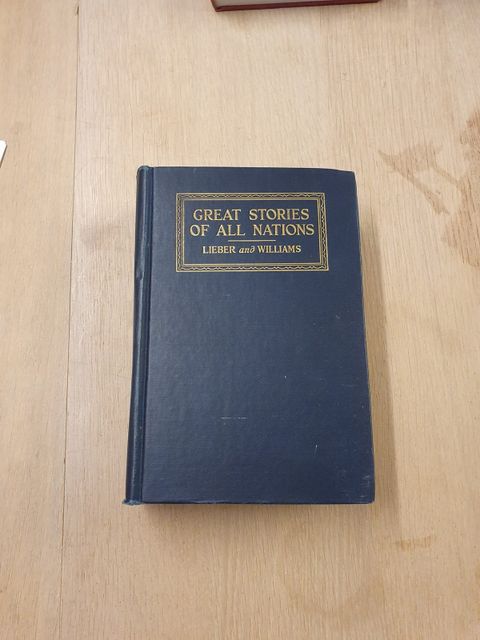 GREAT STORIES
OF ALL NATIONS
LIEBER and WILLIAMS